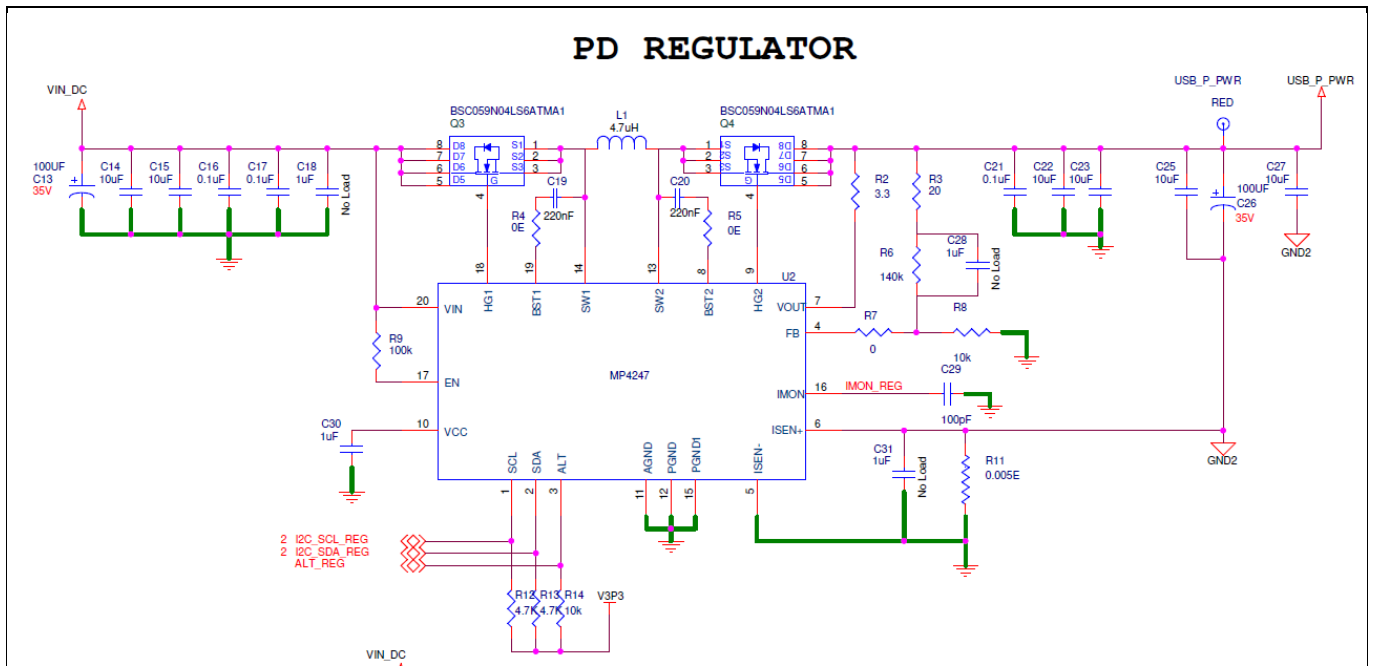 PD REGULATOR
VIN_DC
BSC059N04LS6ATMA1
Q3
L1
4.7uH
BSC059N04LS6ATMA1
Q4
USB_P_PWR
RED
USB_P_PWR
8 D8 S1 1
7 D7 S2 2
6 D6 S3 3
5 D5 G
4
1 S1 D8 8
2 S2 D7 7
3 S3 D6 6
G D5 5
4
100UF
C13
35V
C14
10uF
C15
10uF
C16
0.1uF
C17
0.1uF
C18
1uF
No Load
C19
220nF
R4
0E
C20
220nF
R5
0E
R2
3.3
R3
20
C21
0.1uF
C22
10uF
C23
10uF
C25
10uF
100UF
C26
35V
C27
10uF
GND2
R6
140k
C28
1uF
No Load
U2
18 HG1
19 BST1
14 SW1
13 SW2
8 BST2
9 HG2
20 VIN
VOUT 7
R7
0
R8
10k
FB 4
R9
100k
17 EN
MP4247
IMON 16
IMON_REG
C29
100pF
C30
1uF
10 VCC
ISEN+ 6
GND2
C31
1uF
No Load
R11
0.005E
SCL
SDA
ALT
AGND
PGND
PGND1
ISEN-
1
2
3
11
12
15
5
2 I2C_SCL_REG
2 I2C_SDA_REG
ALT_REG
R12
4.7K
R13
4.7K
R14
10k
V3P3
VIN_DC